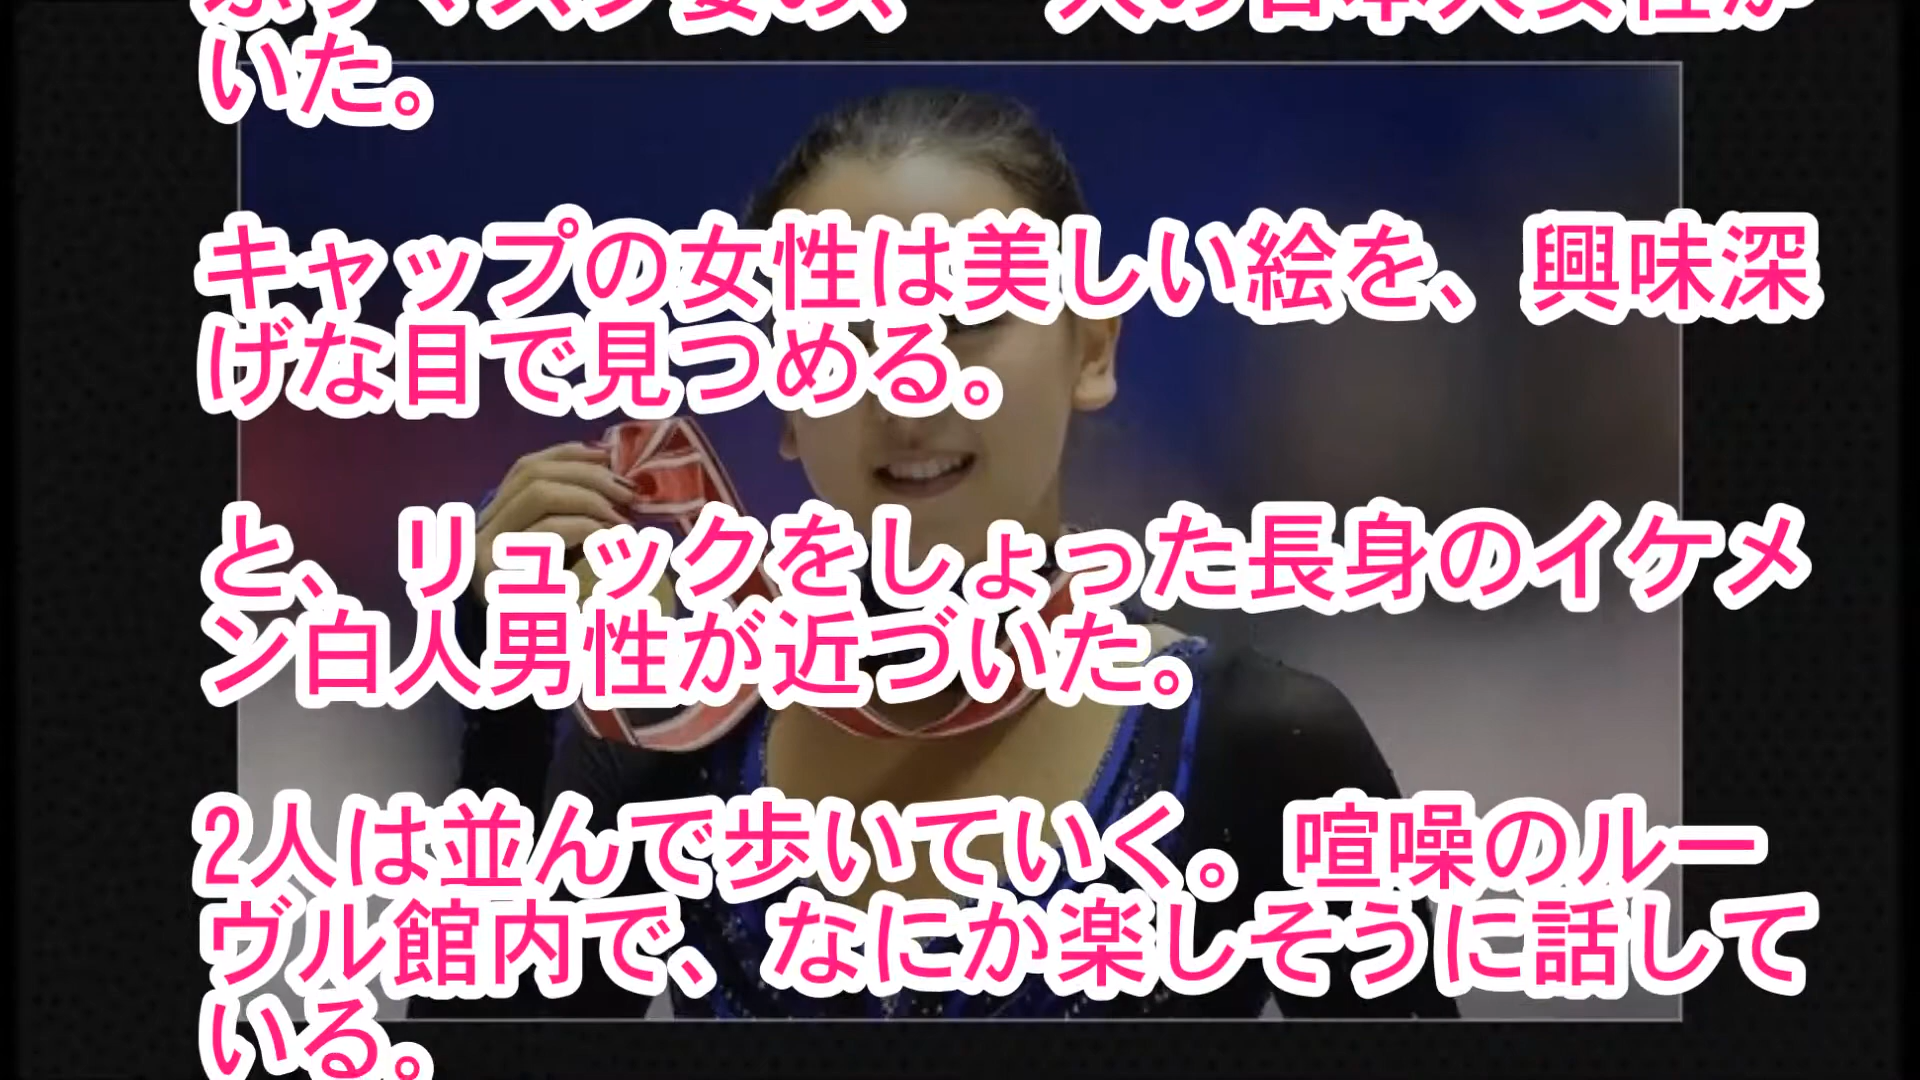 いた。
キャップの女性は美しい絵を、興味深
げな目で見つめる。
と、リュックをしょった長身のイケメ
ン白人男性が近づいた。
2人は並んで歩いていく。喧噪のルー
ヴル館内で、なにか楽しそうに話して
いる。